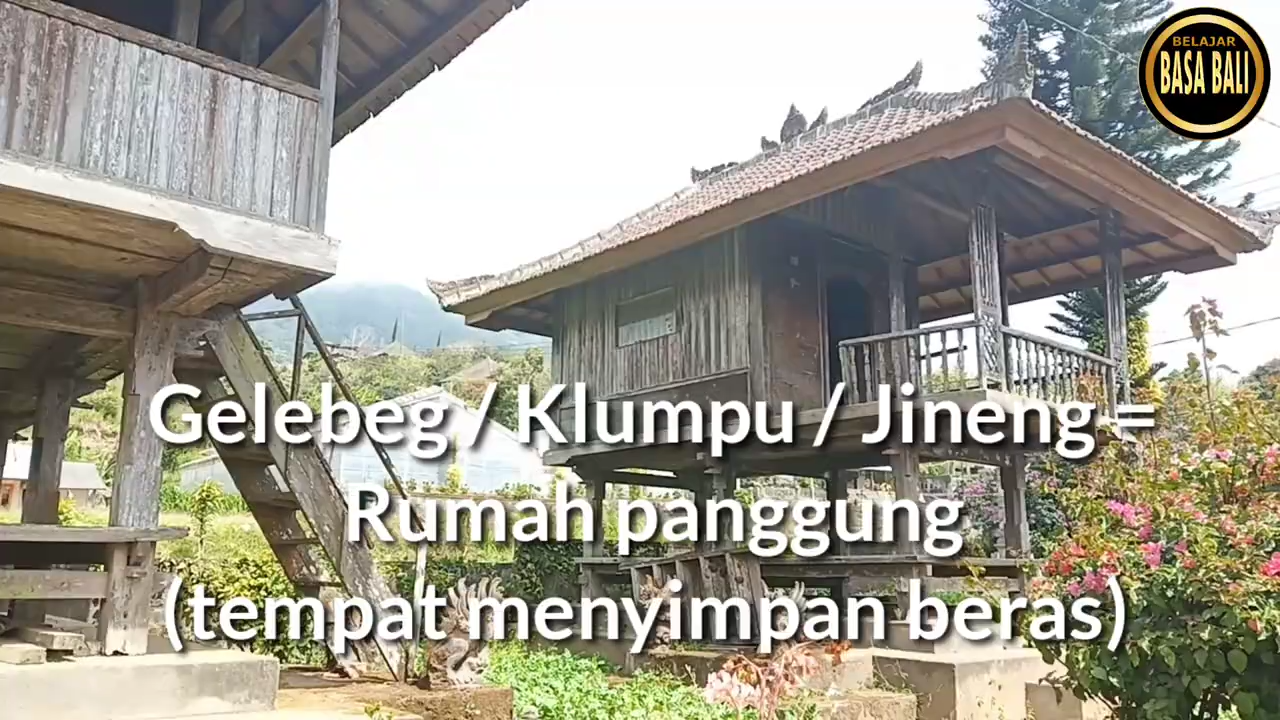 BELAJAR
BASA BALI
Gelebeg / Klumpu / Jineng =
Rumah panggung
(tempat menyimpan beras)